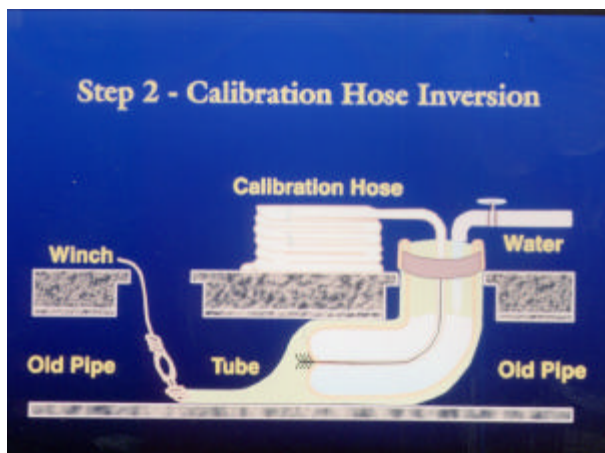 Step 2 - Calibration Hose Inversion
Calibration Hose
Winch
Water
Old Pipe
Tube
Old Pipe